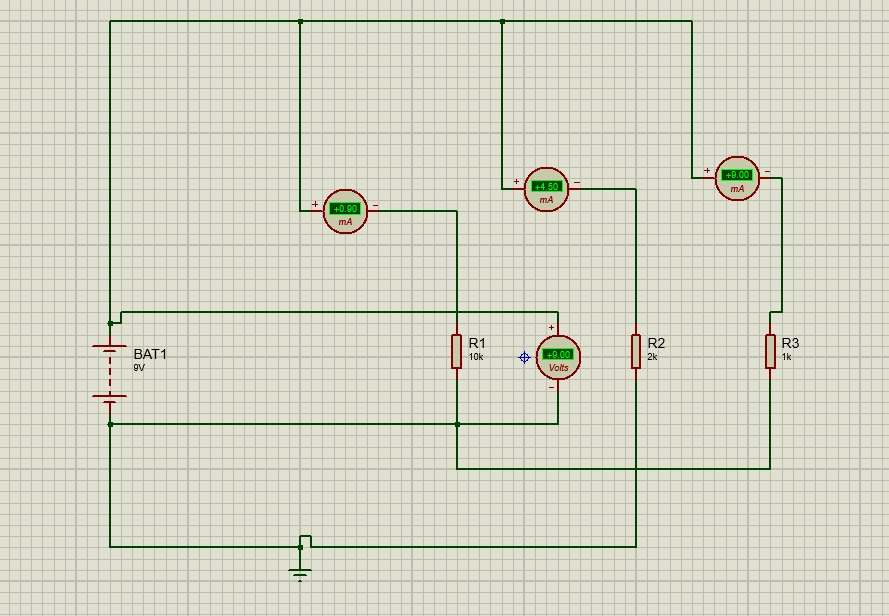 +9.00
mA
+4.50
mA
+0.90
mA
R1
10k
+9.00
Volts
R2
2k
R3
1k
BAT1
9V